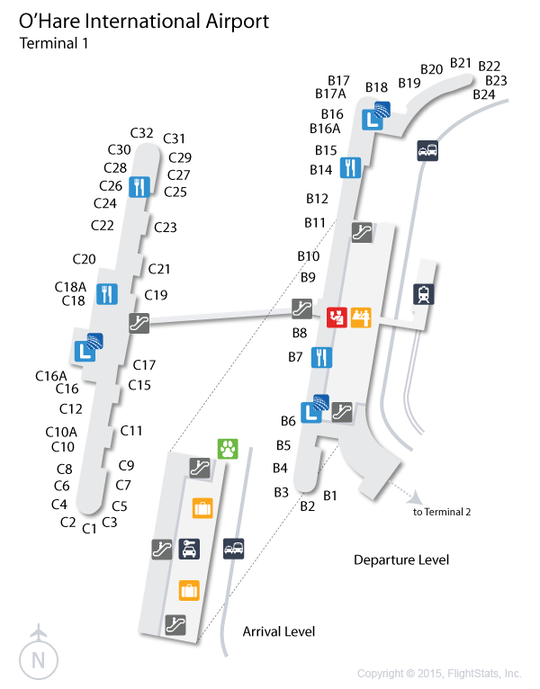 O'Hare International Airport
Terminal 1
B17
B17A
B18
B19
B20
B21
B22
B23
B24
B16
B16A
B15
B14
B12
B11
B10
B9
B8
B7
B6
B5
B4
B3
B2
B1
C32
C31
C30
C29
C28
C27
C26
C25
C24
C23
C22
C21
C20
C19
C18A
C18
C17
C16A
C16
C15
C12
C11
C10A
C10
C9
C8
C7
C6
C5
C4
C3
C2
C1
L
L
L
to Terminal 2
Departure Level
Arrival Level
N
Copyright © 2015, FlightStats, Inc.